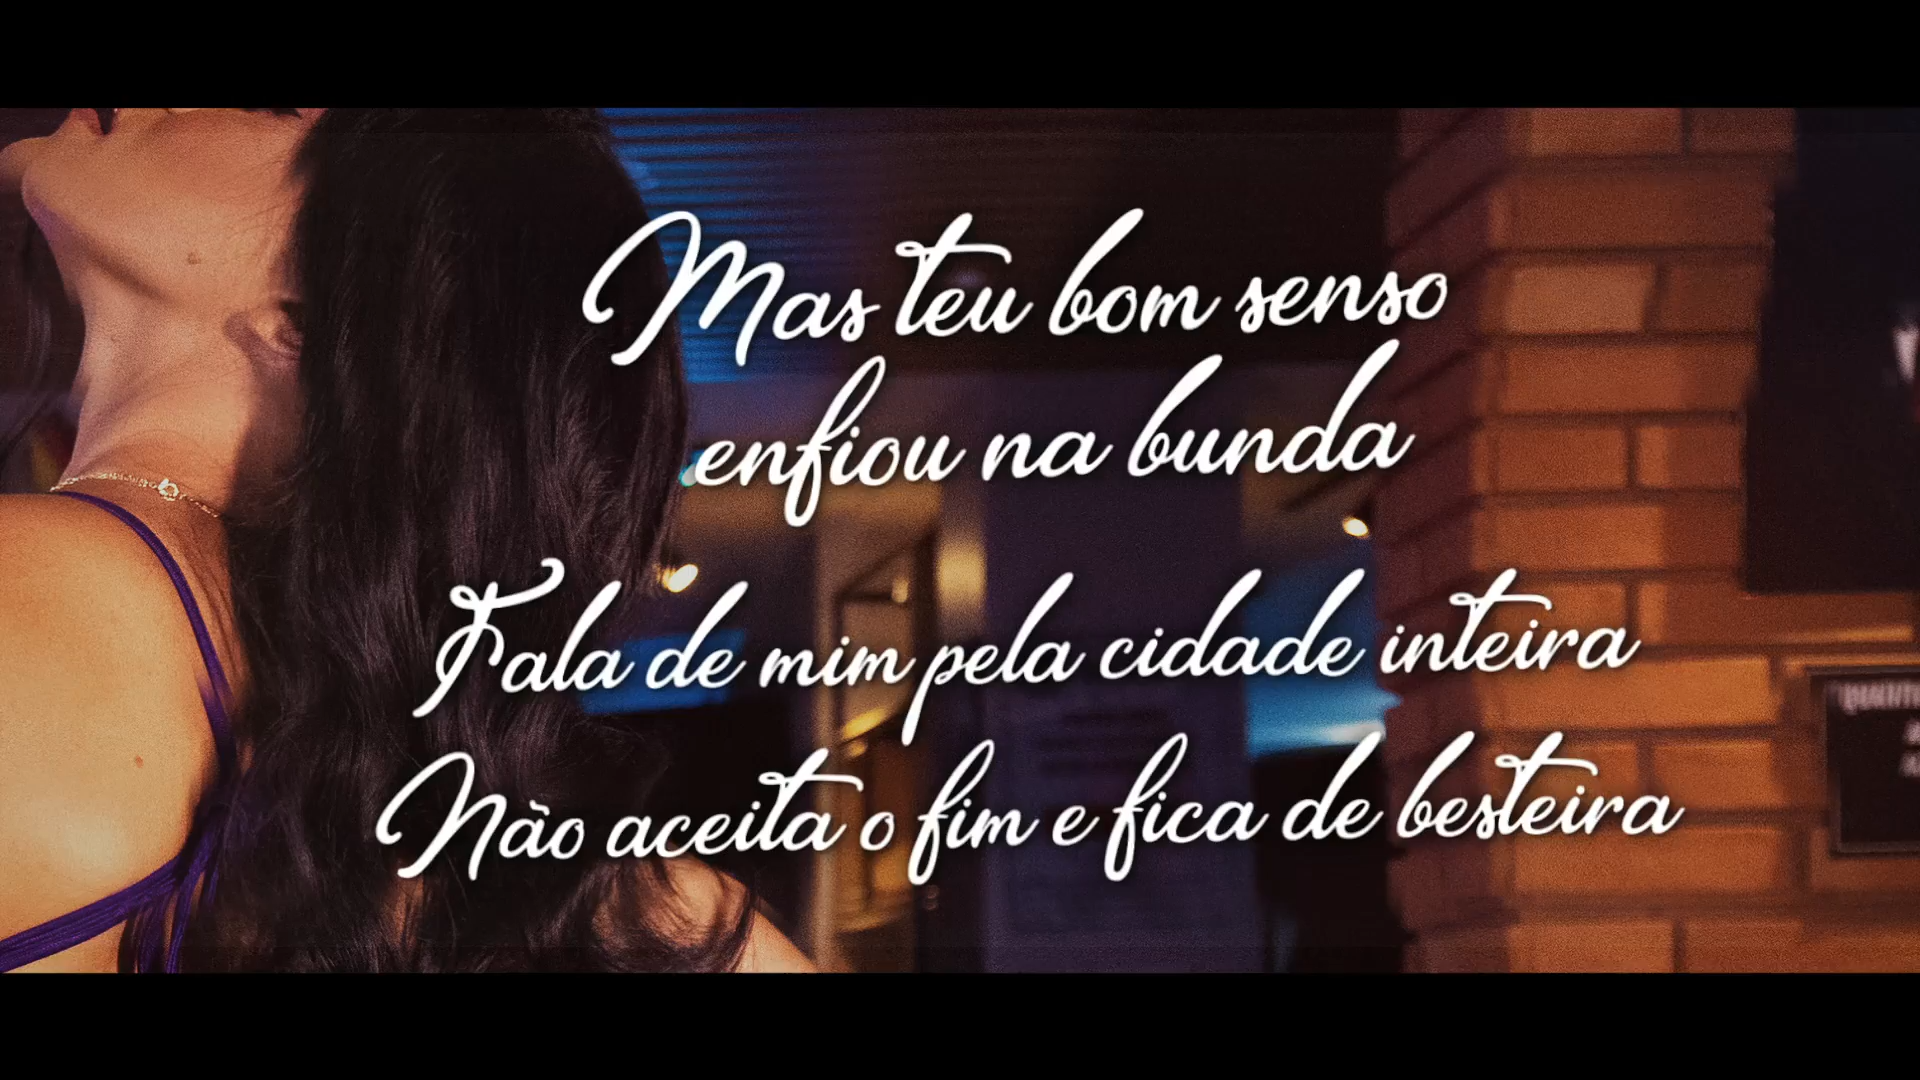 Mas teu bom senso
enfiou na bunda
Fala de mim pela cidade inteira
Não aceita o fim e fica de besteira